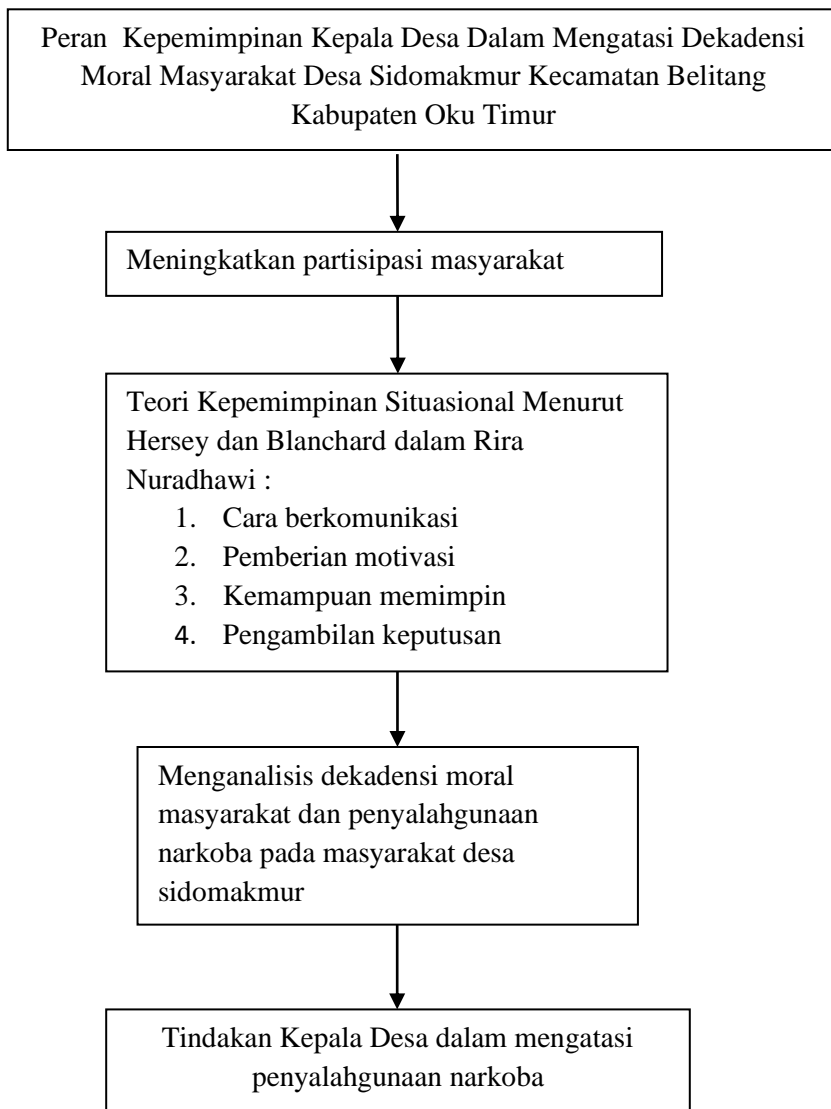 Peran  Kepemimpinan Kepala Desa Dalam Mengatasi Dekadensi
Moral Masyarakat Desa Sidomakmur Kecamatan Belitang
Kabupaten Oku Timur
Meningkatkan partisipasi masyarakat
Teori Kepemimpinan Situasional Menurut
Hersey dan Blanchard dalam Rira
Nuradhawi :
1. Cara berkomunikasi
2. Pemberian motivasi
3. Kemampuan memimpin
4. Pengambilan keputusan
Menganalisis dekadensi moral
masyarakat dan penyalahgunaan
narkoba pada masyarakat desa
sidomakmur
Tindakan Kepala Desa dalam mengatasi
penyalahgunaan narkoba